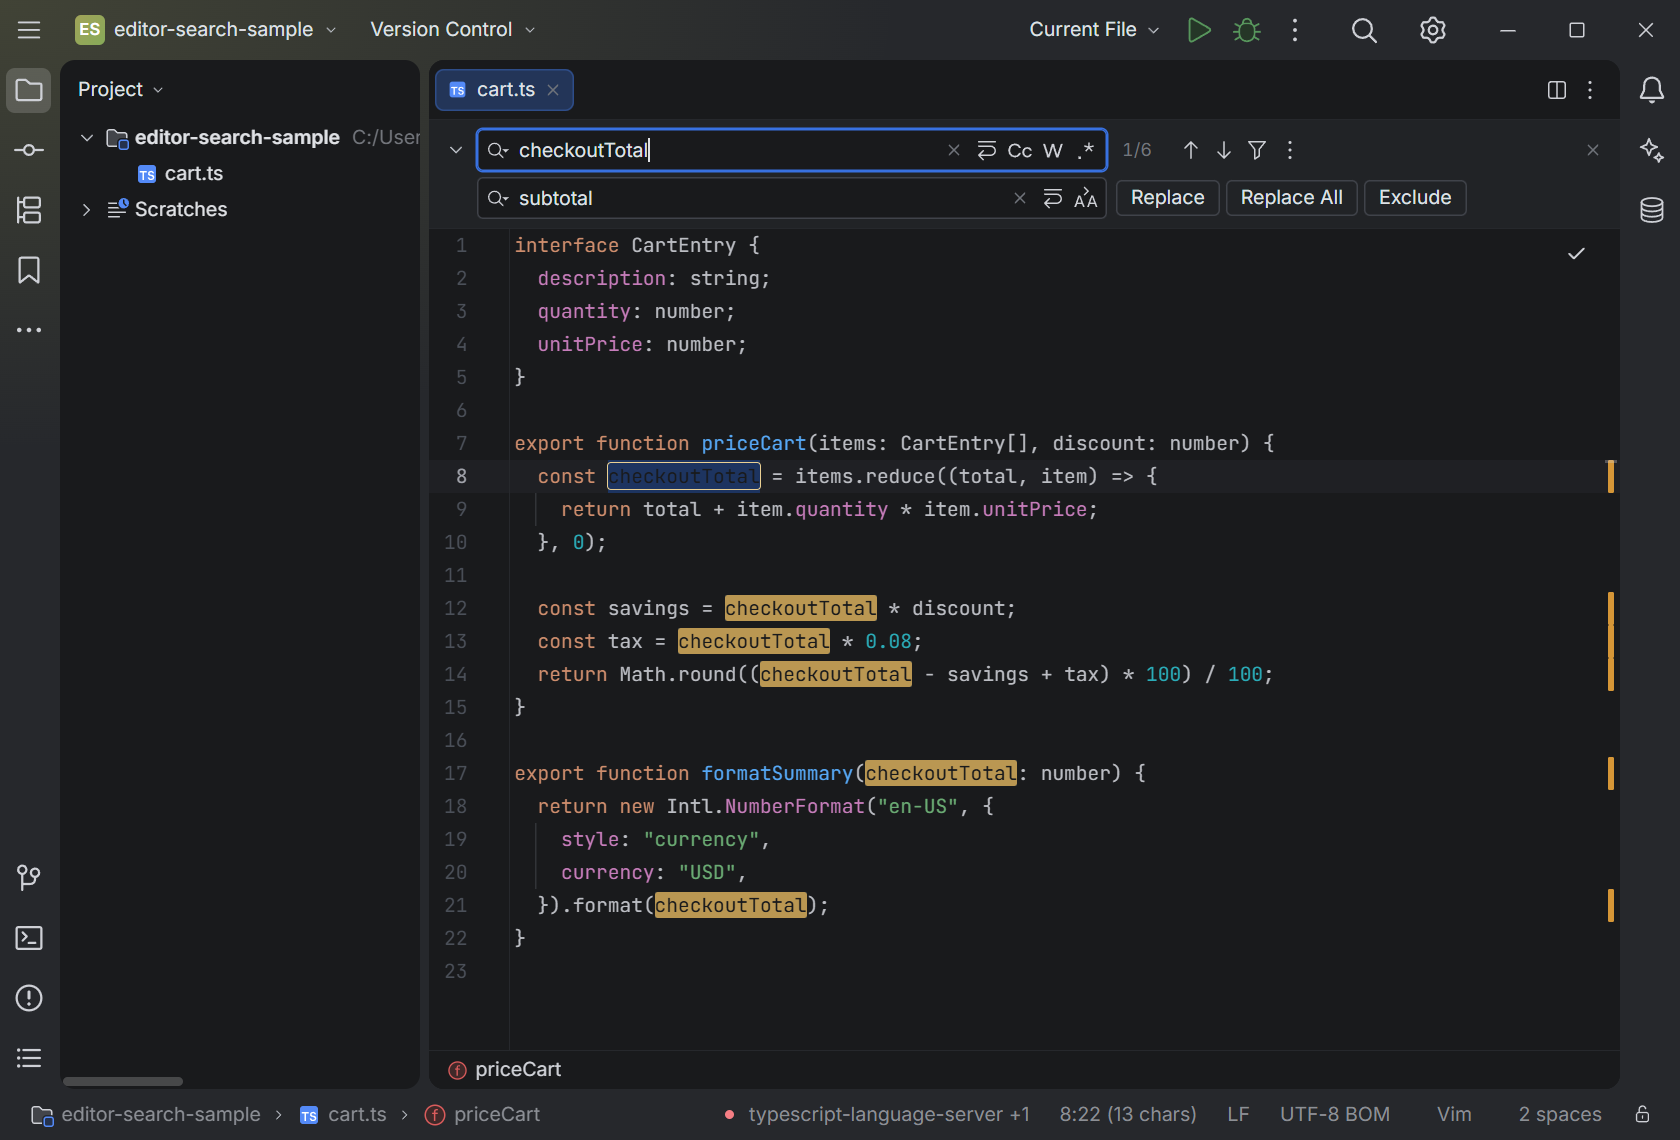 ES editor-search-sample Version Control Current File
Project
cart.ts
editor-search-sample C:/User
cart.ts
Scratches
checkoutTotal Cc W .* 1/6
subtotal Replace Replace All Exclude
1 interface CartEntry {
2 description: string;
3 quantity: number;
4 unitPrice: number;
5 }
6
7 export function priceCart(items: CartEntry[], discount: number) {
8 const checkoutTotal = items.reduce((total, item) => {
9 return total + item.quantity * item.unitPrice;
10 }, 0);
11
12 const savings = checkoutTotal * discount;
13 const tax = checkoutTotal * 0.08;
14 return Math.round((checkoutTotal - savings + tax) * 100) / 100;
15 }
16
17 export function formatSummary(checkoutTotal: number) {
18 return new Intl.NumberFormat("en-US", {
19 style: "currency",
20 currency: "USD",
21 }).format(checkoutTotal);
22 }
23
priceCart
editor-search-sample > cart.ts > priceCart typescript-language-server +1 8:22 (13 chars) LF UTF-8 BOM Vim 2 spaces